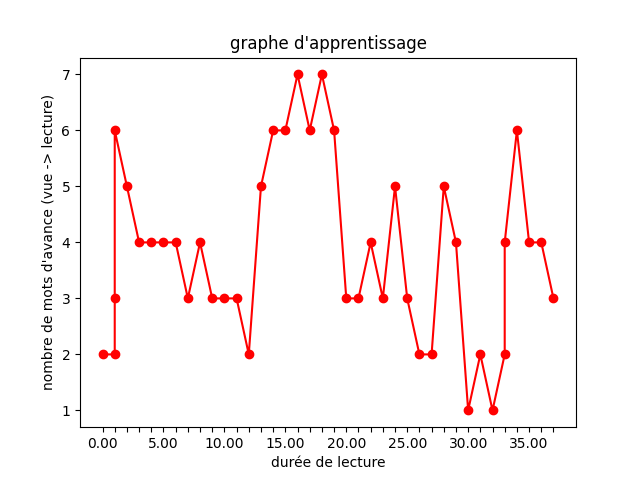 graphe d'apprentissage
nombre de mots d'avance (vue -> lecture)
7
6
5
4
3
2
1
0.00 5.00 10.00 15.00 20.00 25.00 30.00 35.00
durée de lecture